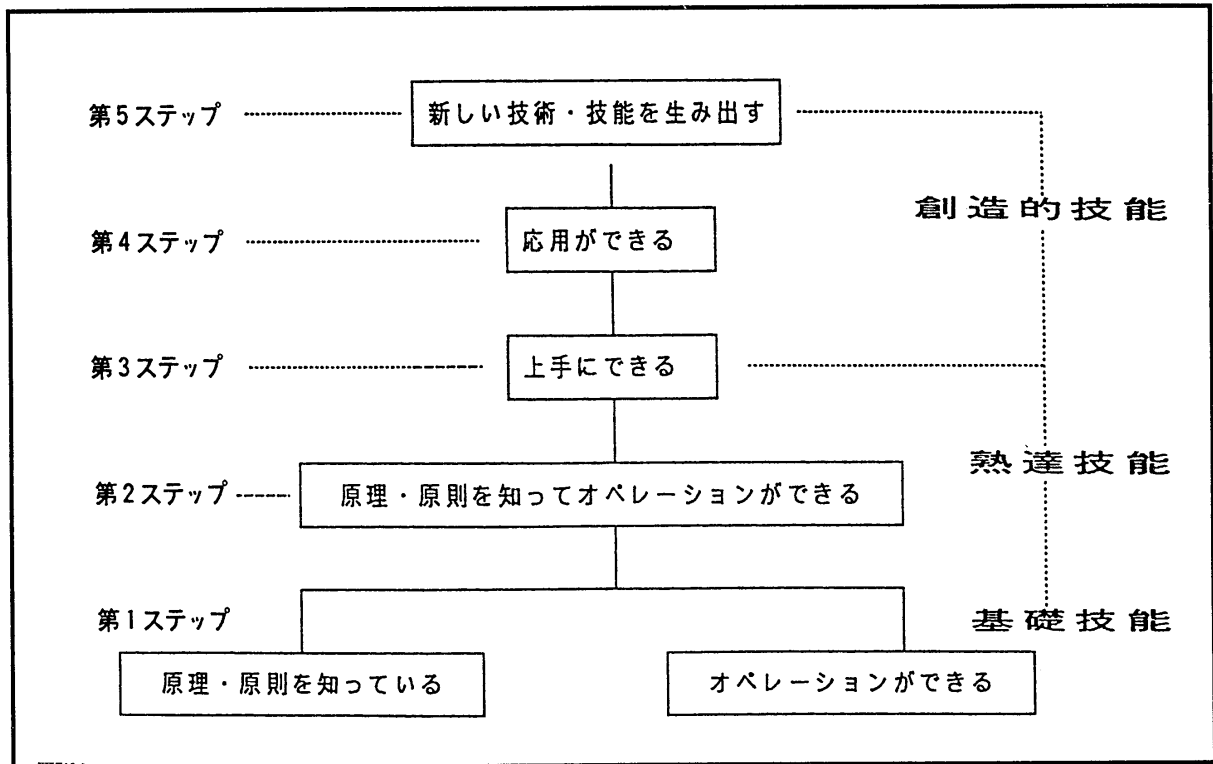 第5ステップ
新しい技術・技能を生み出す
創造的技能
第4ステップ
応用ができる
第3ステップ
上手にできる
熟達技能
第2ステップ
原理・原則を知ってオペレーションができる
第1ステップ
基礎技能
原理・原則を知っている
オペレーションができる